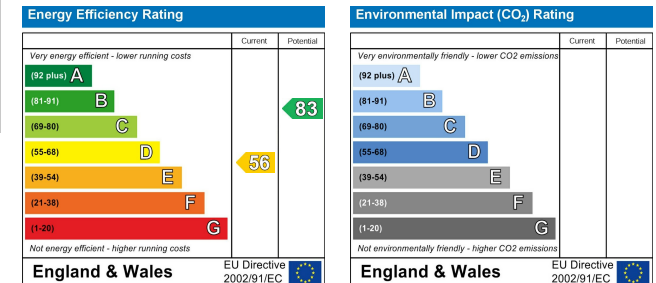 Energy Efficiency Rating
Current Potential
Very energy efficient - lower running costs
(92 plus) A
(81-91) B
83
(69-80) C
(55-68) D
56
(39-54) E
(21-38) F
(1-20) G
Not energy efficient - higher running costs
England & Wales
EU Directive
2002/91/EC
Environmental Impact (CO2) Rating
Current Potential
Very environmentally friendly - lower CO2 emissions
(92 plus) A
(81-91) B
(69-80) C
(55-68) D
(39-54) E
(21-38) F
(1-20) G
Not environmentally friendly - higher CO2 emissions
England & Wales
EU Directive
2002/91/EC